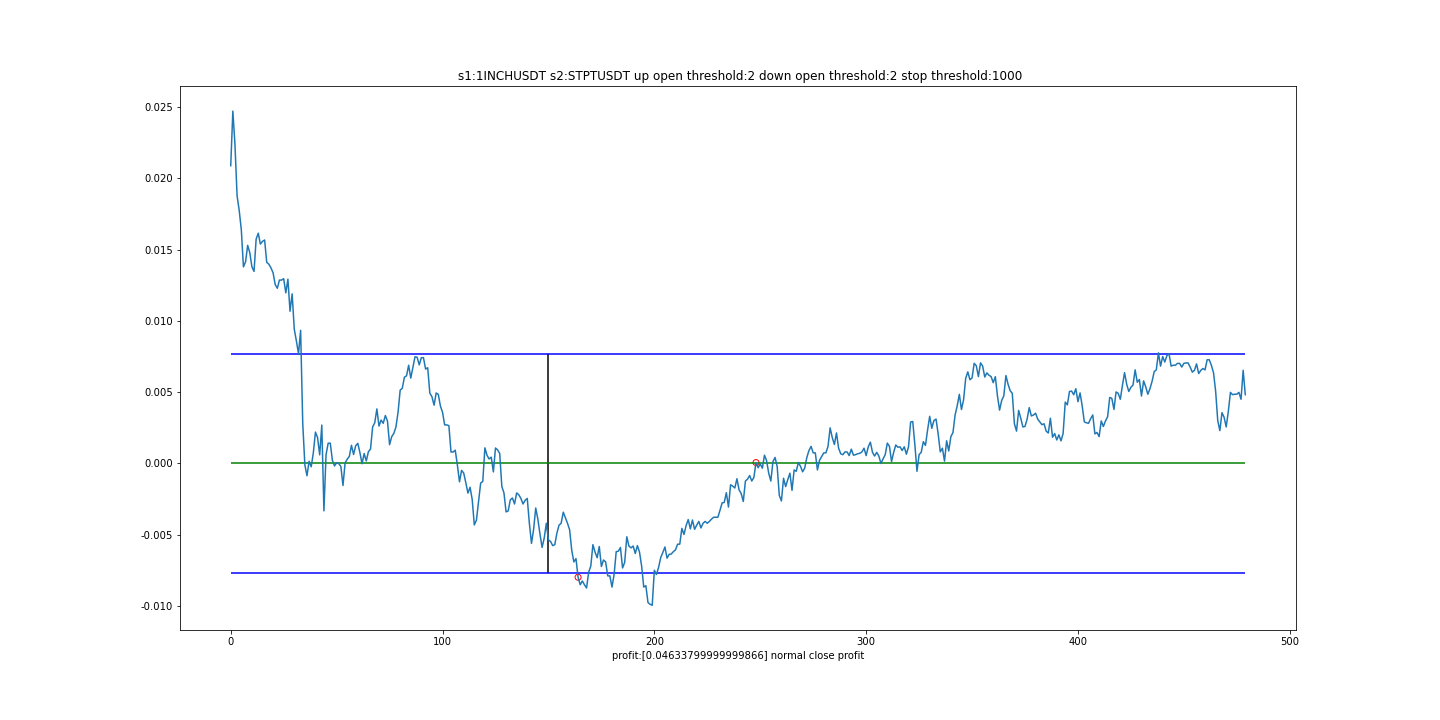 s1:1INCHUSDT s2:STPTUSDT up open threshold:2 down open threshold:2 stop threshold:1000
0.025
0.020
0.015
0.010
0.005
0.000
-0.005
-0.010
0 100 200 300 400 500
profit:[0.04633799999999866] normal close profit